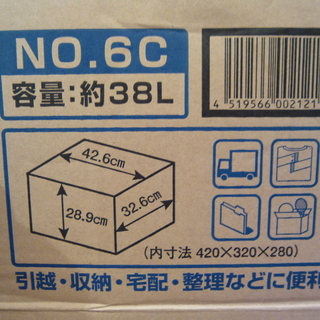 NO.6C
容量:約38L
4 519566 002121
42.6cm
28.9cm
32.6cm
(内寸法 420×320×280)
引越・収納・宅配・整理などに便利